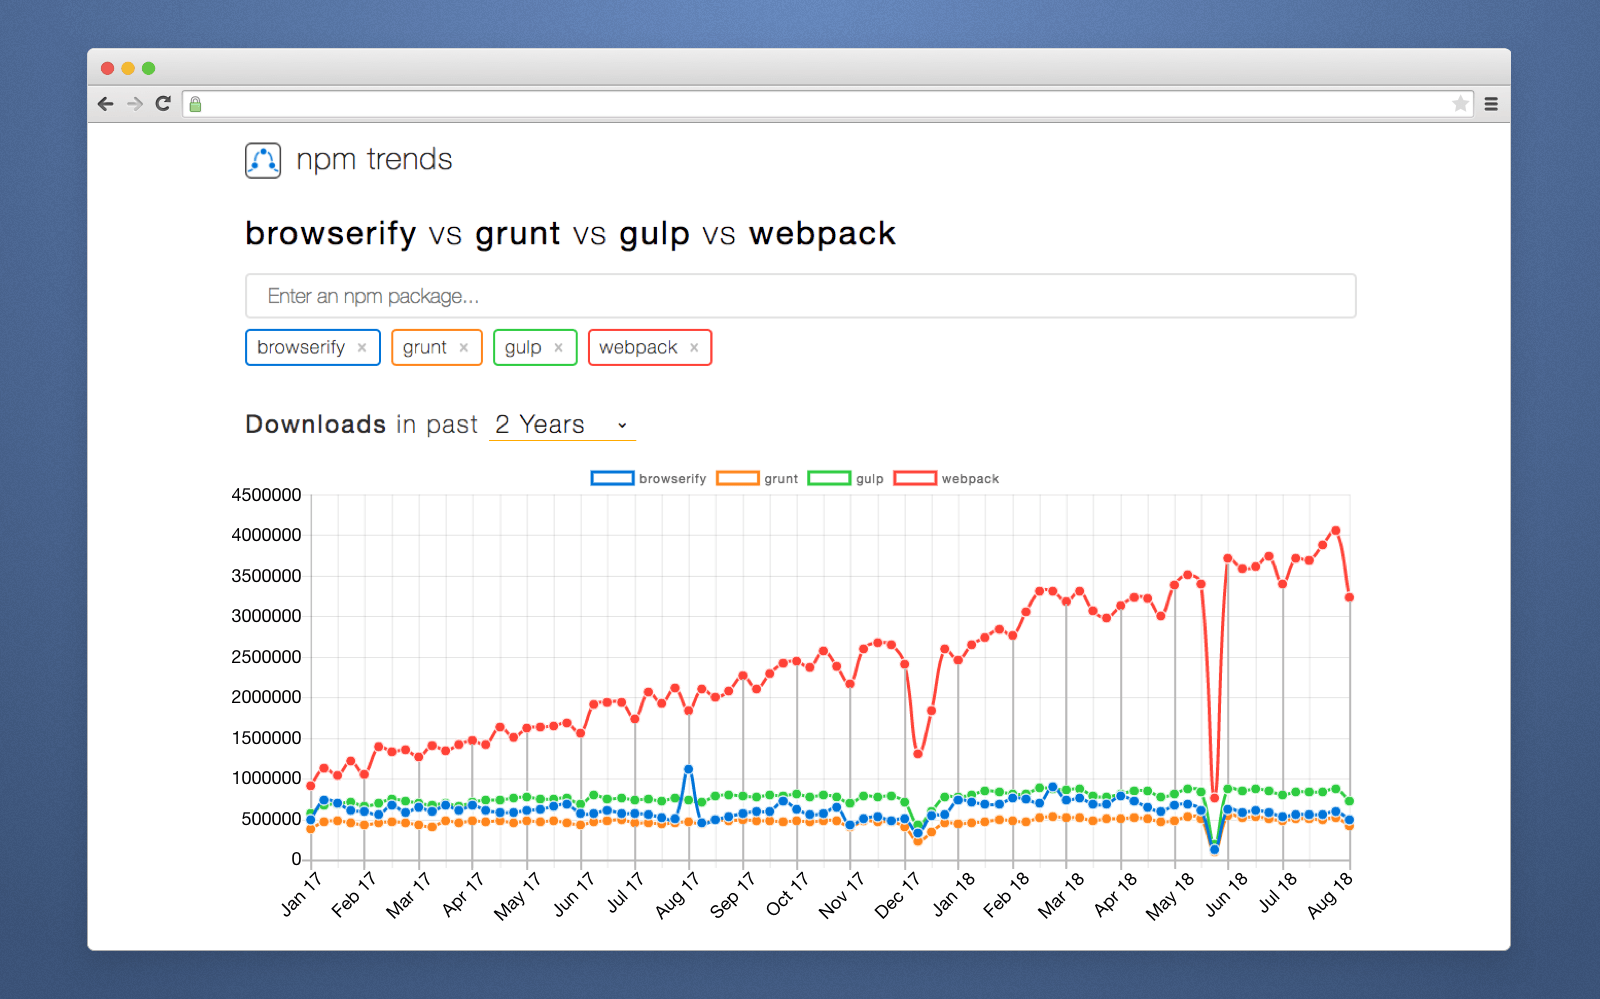 npm trends
browserify vs grunt vs gulp vs webpack
Enter an npm package...
browserify × grunt × gulp × webpack ×
Downloads in past 2 Years
browserify grunt gulp webpack
4500000
4000000
3500000
3000000
2500000
2000000
1500000
1000000
500000
0
Jan 17 Feb 17 Mar 17 Apr 17 May 17 Jun 17 Jul 17 Aug 17 Sep 17 Oct 17 Nov 17 Dec 17 Jan 18 Feb 18 Mar 18 Apr 18 May 18 Jun 18 Jul 18 Aug 18